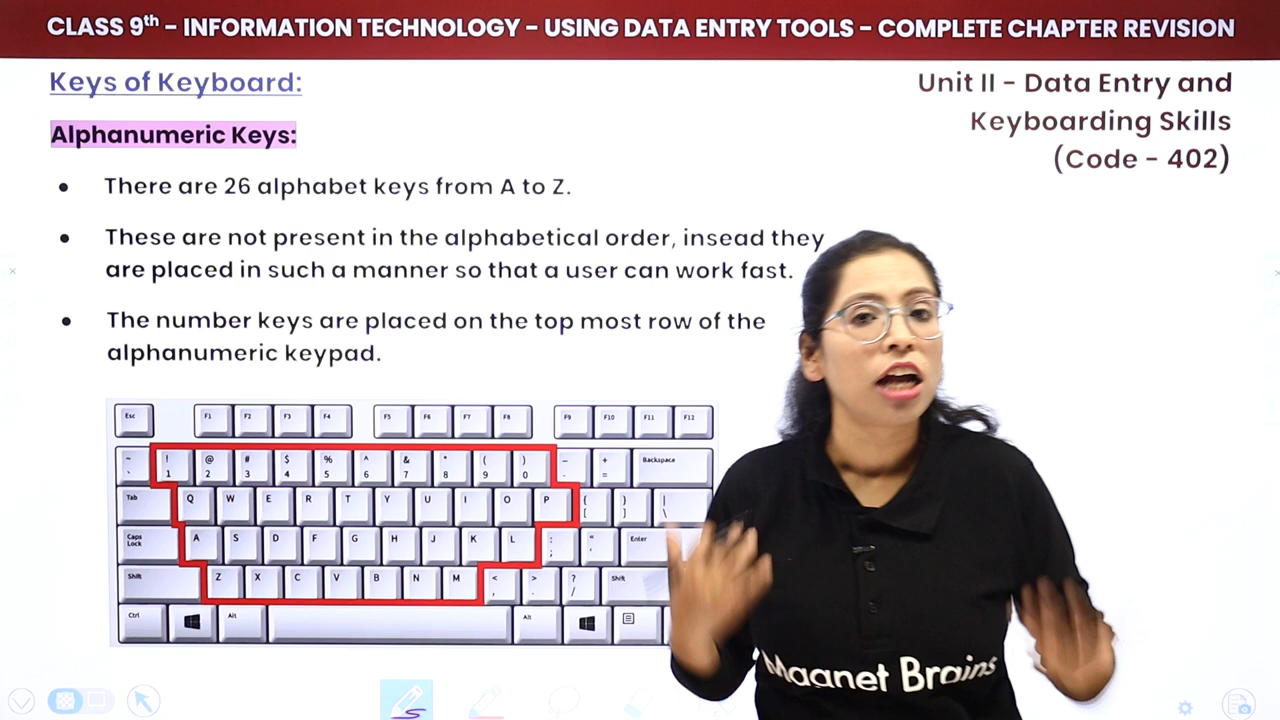 CLASS 9th – INFORMATION TECHNOLOGY – USING DATA ENTRY TOOLS – COMPLETE CHAPTER REVISION
Keys of Keyboard:
Unit II – Data Entry and
Keyboarding Skills
(Code – 402)
Alphanumeric Keys:
• There are 26 alphabet keys from A to Z.
• These are not present in the alphabetical order, insead they
are placed in such a manner so that a user can work fast.
• The number keys are placed on the top most row of the
alphanumeric keypad.
Esc F1 F2 F3 F4 F5 F6 F7 F8 F9 F10 F11 F12
~ ! @ # $ % ^ & * ( ) _ +
` 1 2 3 4 5 6 7 8 9 0 - = Backspace
Tab Q W E R T Y U I O P { [ } ] | \
Caps Lock A S D F G H J K L : ; " ' Enter
Shift Z X C V B N M < , > . ? / Shift
Ctrl Alt Alt
Magnet Brains